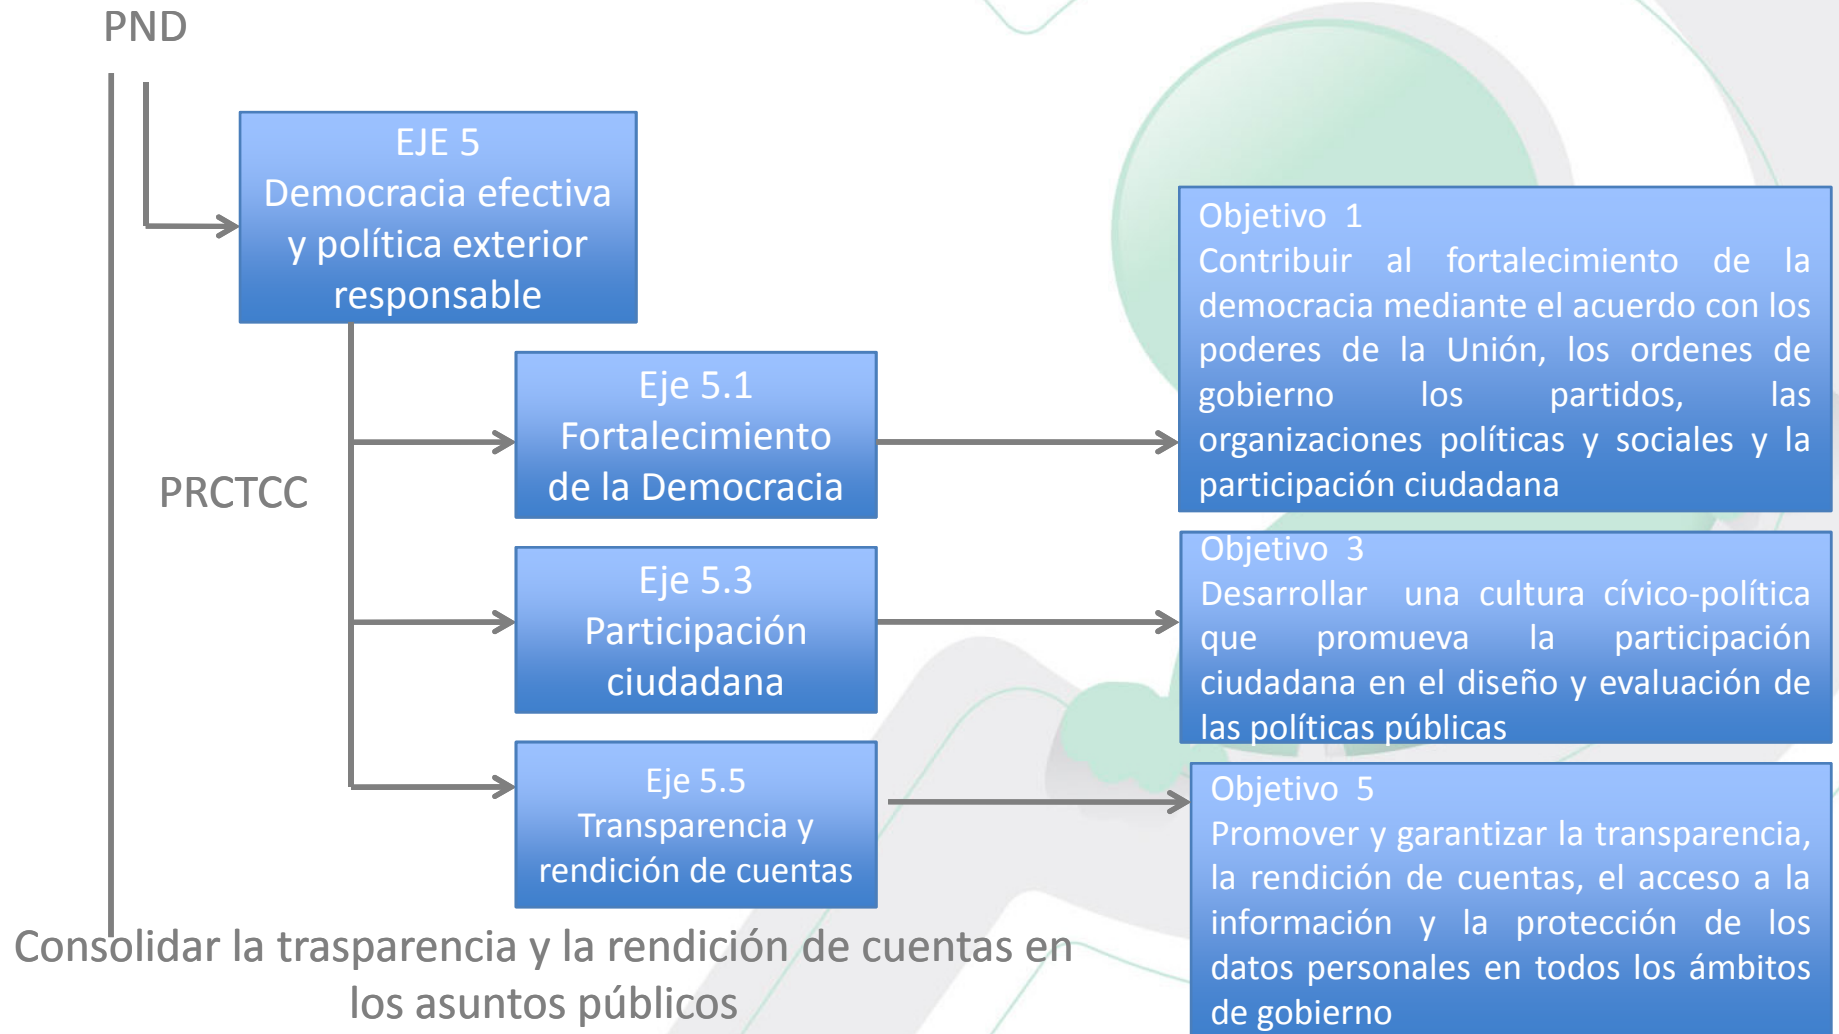 PND
EJE 5
Democracia efectiva
y política exterior
responsable
Objetivo 1
Contribuir al fortalecimiento de la
democracia mediante el acuerdo con los
poderes de la Unión, los ordenes de
gobierno los partidos, las
organizaciones políticas y sociales y la
participación ciudadana
Eje 5.1
Fortalecimiento
de la Democracia
PRCTCC
Objetivo 3
Desarrollar una cultura cívico-política
que promueva la participación
ciudadana en el diseño y evaluación de
las políticas públicas
Eje 5.3
Participación
ciudadana
Eje 5.5
Transparencia y
rendición de cuentas
Objetivo 5
Promover y garantizar la transparencia,
la rendición de cuentas, el acceso a la
información y la protección de los
datos personales en todos los ámbitos
de gobierno
Consolidar la trasparencia y la rendición de cuentas en
los asuntos públicos